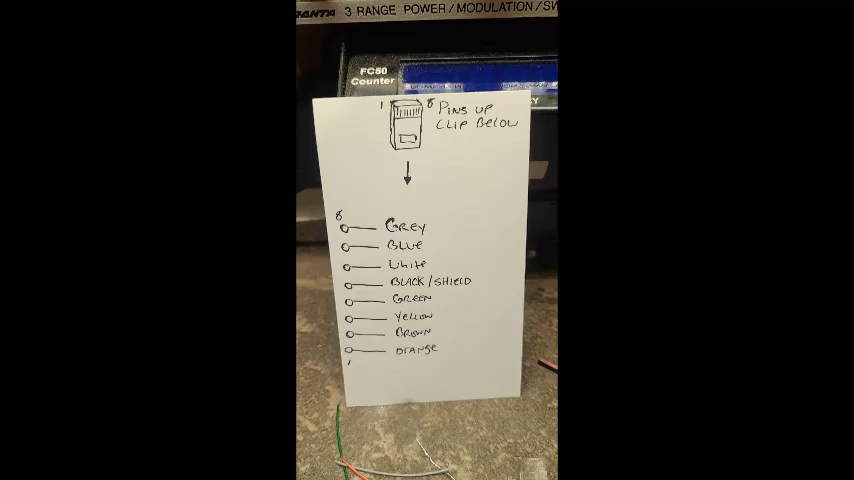 3 RANGE POWER/MODULATION/SW
FC50
Counter
1 8 PINS UP
CLIP BELOW
8
GREY
BLUE
White
BLACK/SHIELD
GREEN
YELLOW
BROWN
ORANGE
1